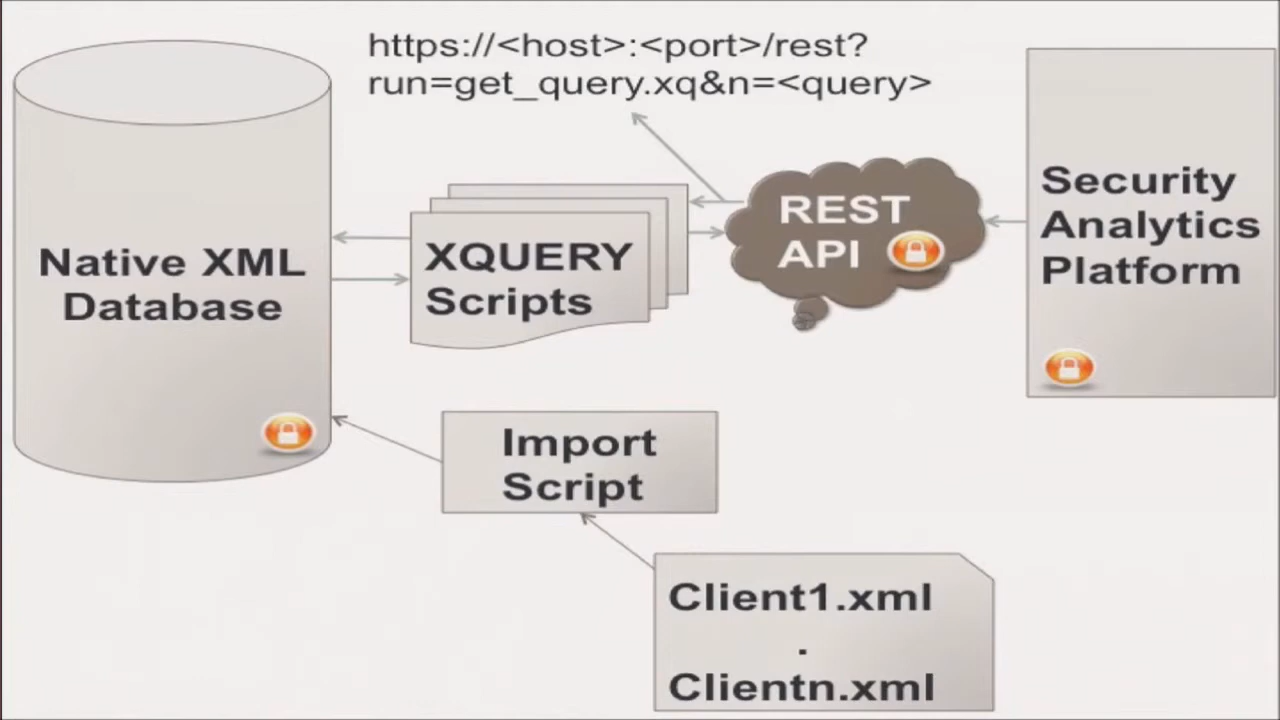 https://<host>:<port>/rest?
run=get_query.xq&n=<query>
Native XML
Database
XQUERY
Scripts
REST
API
Security
Analytics
Platform
Import
Script
Client1.xml
.
Clientn.xml